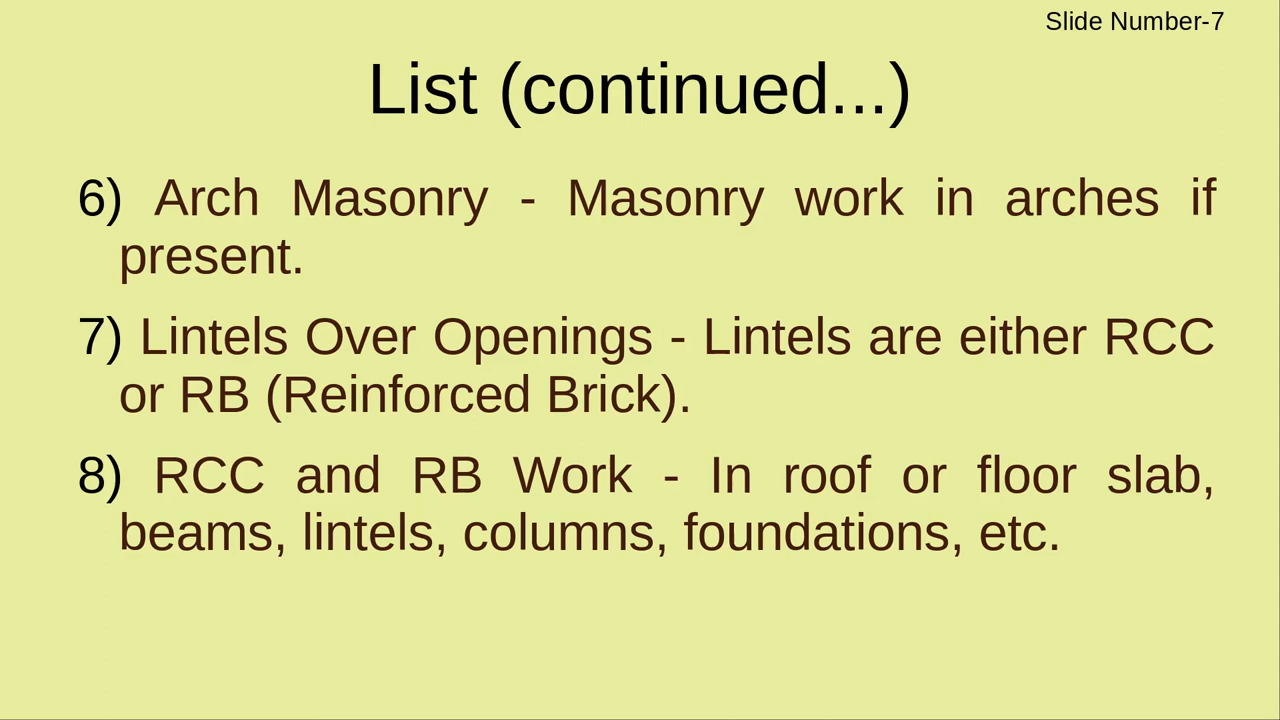 Slide Number-7
List (continued...)
6) Arch Masonry - Masonry work in arches if
present.
7) Lintels Over Openings - Lintels are either RCC
or RB (Reinforced Brick).
8) RCC and RB Work - In roof or floor slab,
beams, lintels, columns, foundations, etc.